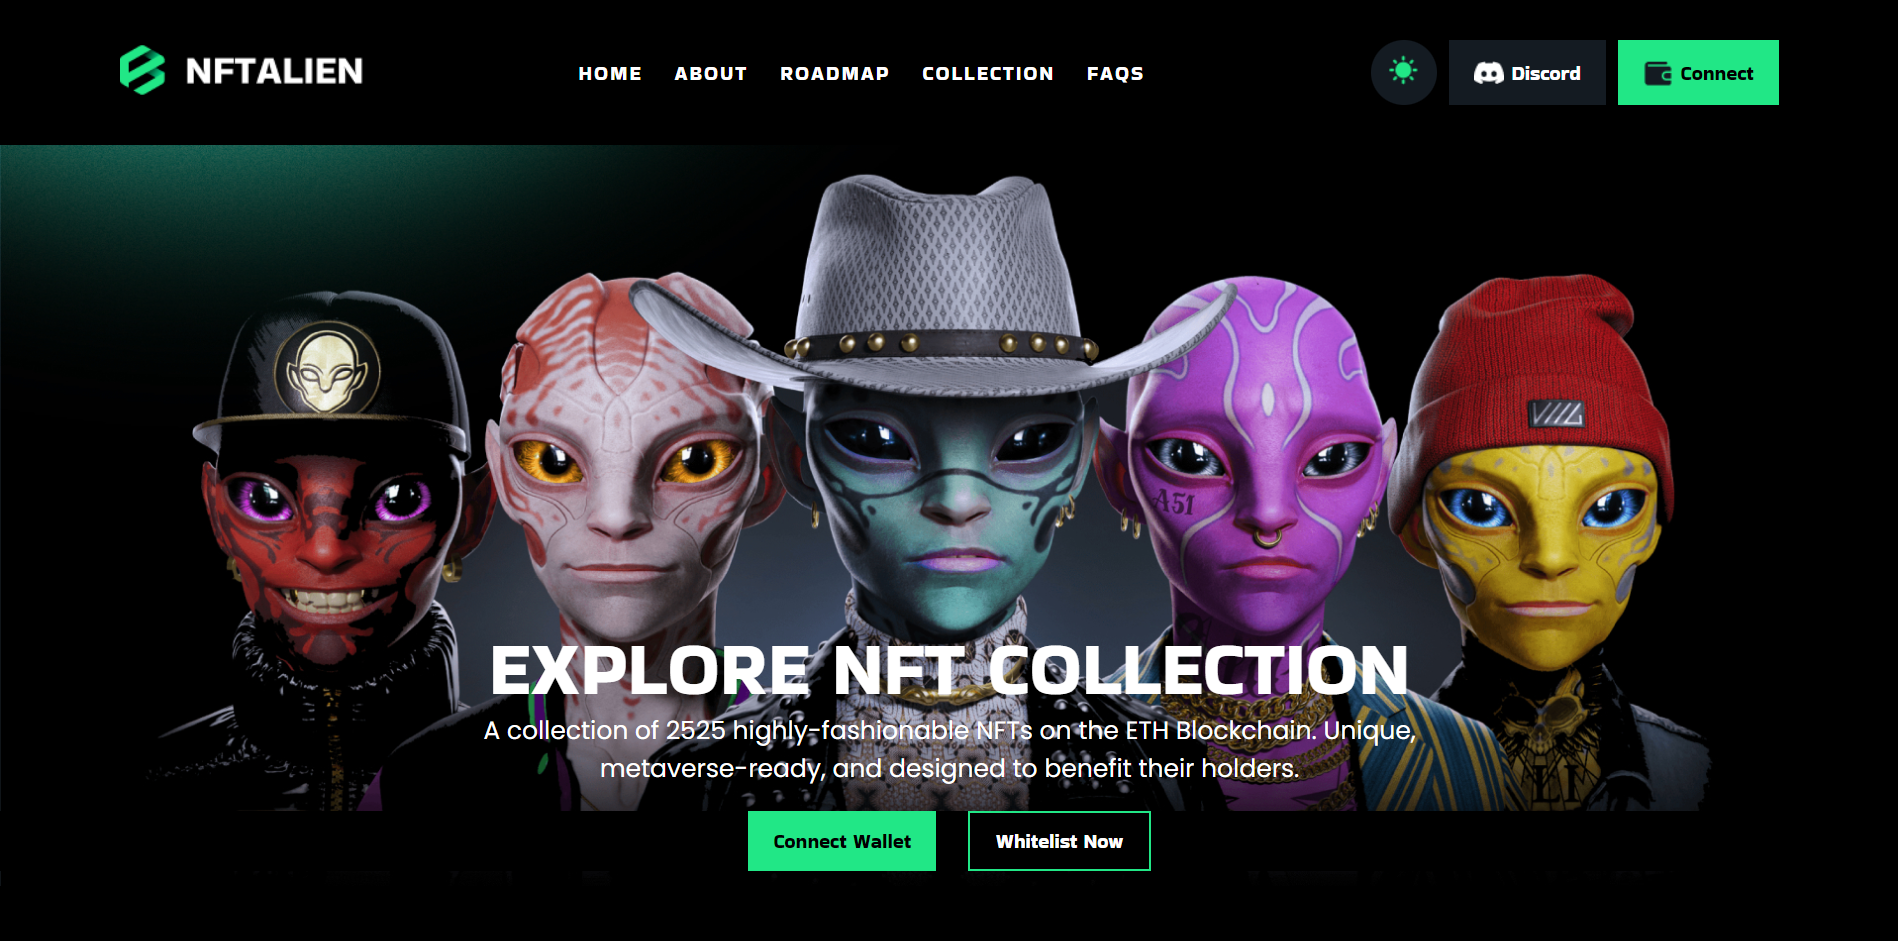 NFTALIEN
HOME ABOUT ROADMAP COLLECTION FAQS
Discord
Connect
A51
EXPLORE NFT COLLECTION
A collection of 2525 highly-fashionable NFTs on the ETH Blockchain. Unique,
metaverse-ready, and designed to benefit their holders.
Connect Wallet
Whitelist Now